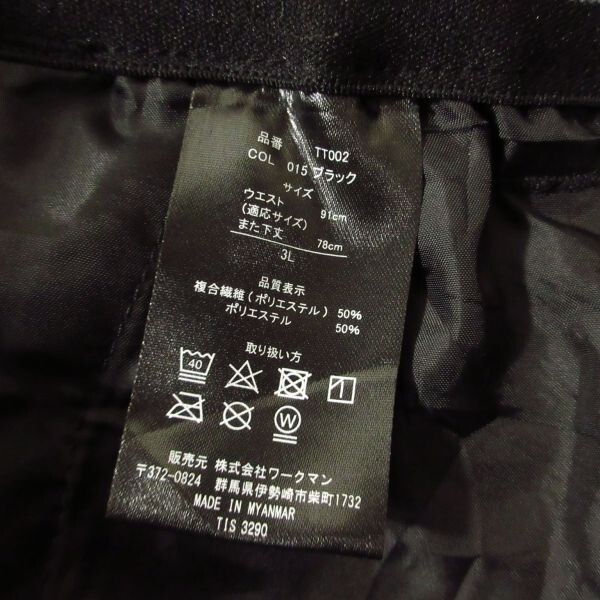 品番 TT002
COL 015 ブラック
サイズ
ウエスト 91cm
(適応サイズ)
また下丈 78cm
3L
品質表示
複合繊維(ポリエステル) 50%
ポリエステル 50%
取り扱い方
40
W
販売元 株式会社ワークマン
〒372-0824 群馬県伊勢崎市柴町1732
MADE IN MYANMAR
TIS 3290